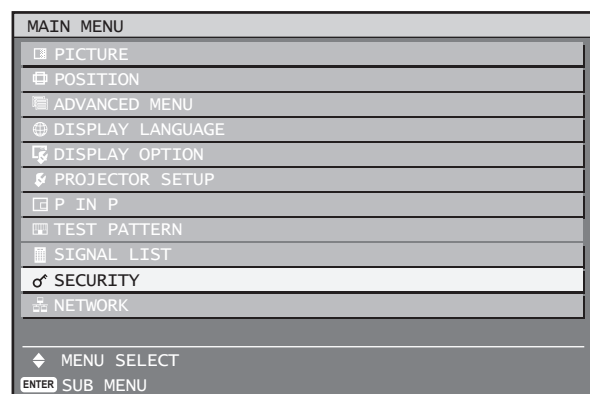 MAIN MENU
PICTURE
POSITION
ADVANCED MENU
DISPLAY LANGUAGE
DISPLAY OPTION
PROJECTOR SETUP
P IN P
TEST PATTERN
SIGNAL LIST
SECURITY
NETWORK
MENU SELECT
ENTER SUB MENU